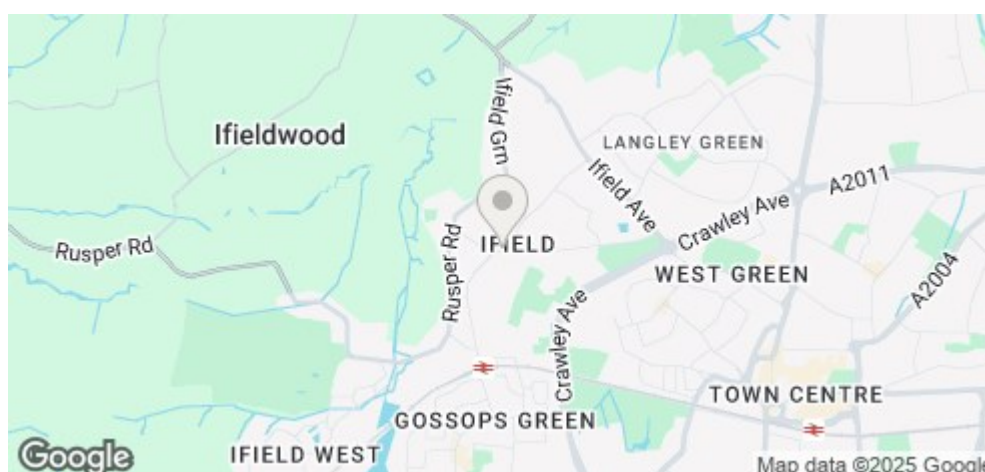 Ifield Grn
Ifieldwood
LANGLEY GREEN
Ifield Ave
A2011
Crawley Ave
Rusper Rd
Rusper Rd
IFIELD
WEST GREEN
A2004
Crawley Ave
TOWN CENTRE
GOSSOPS GREEN
IFIELD WEST
Google
Map data ©2025 Google